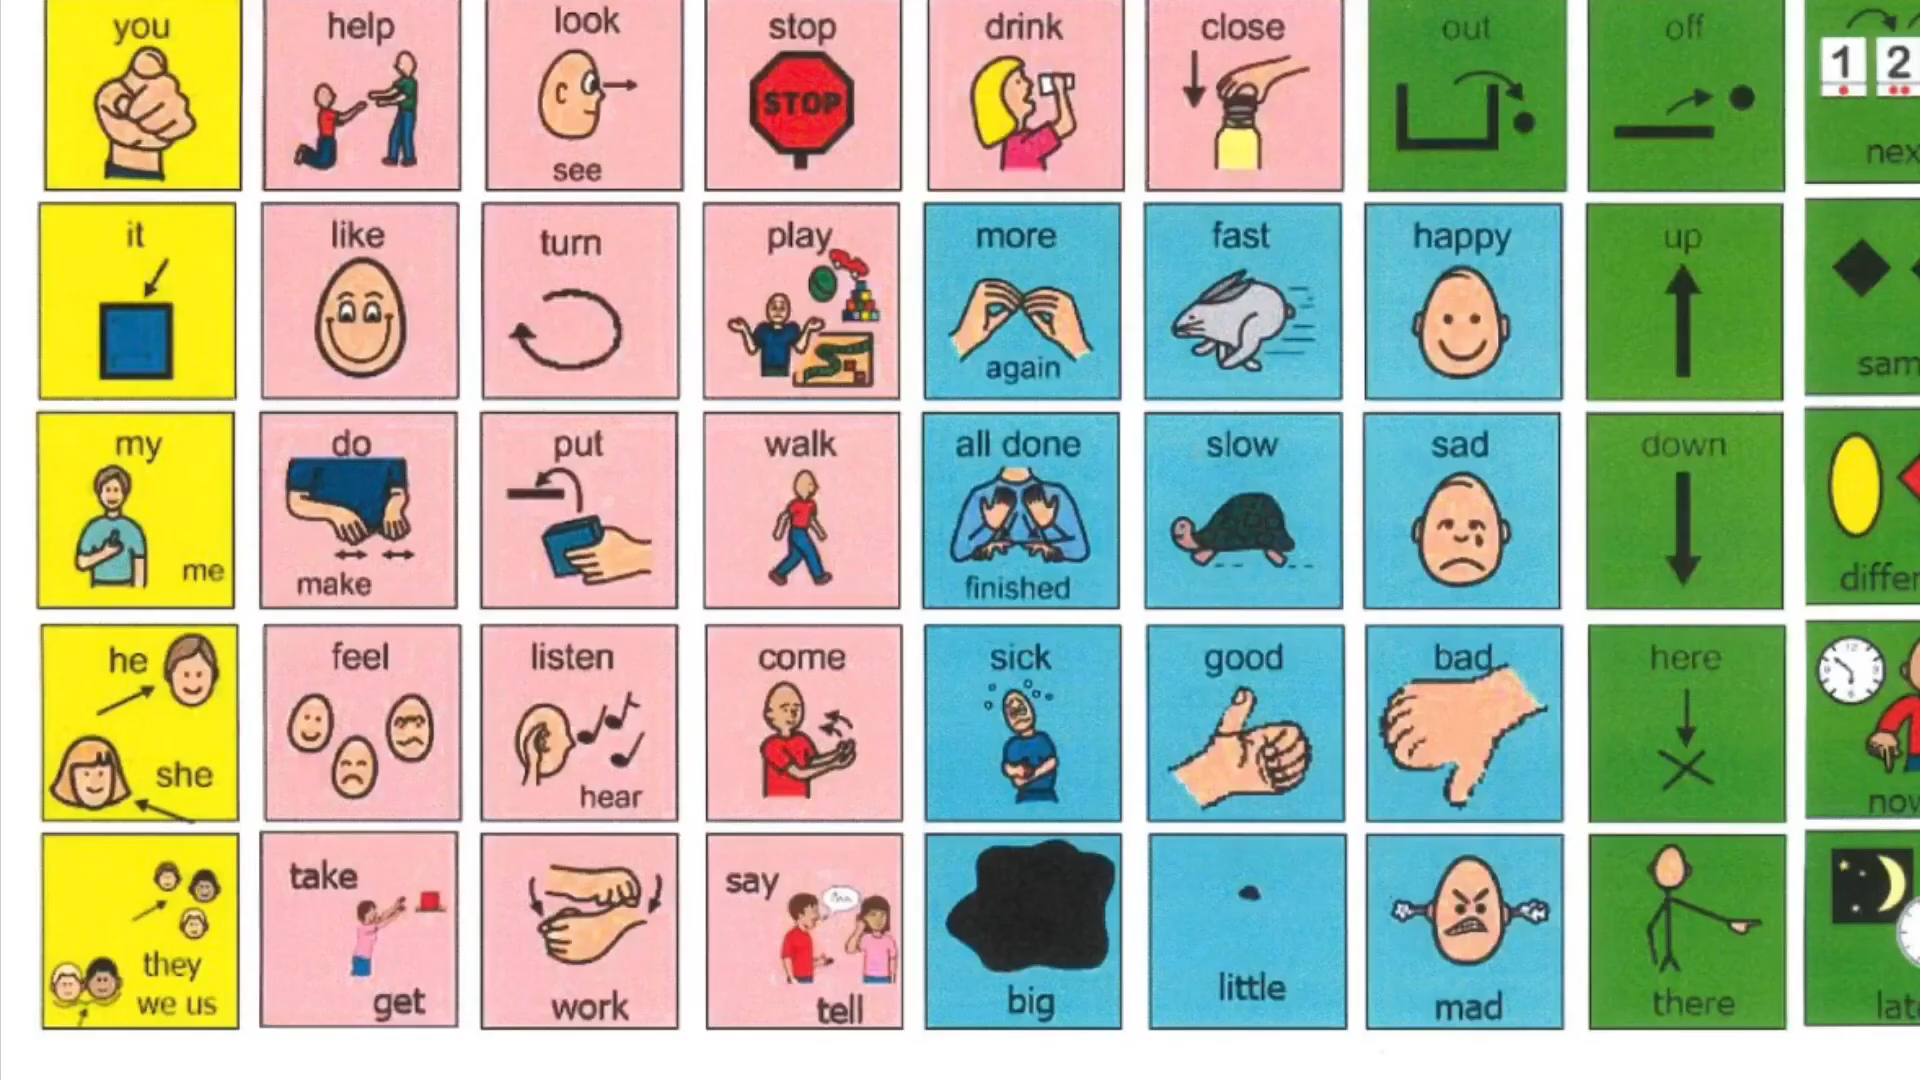 you
help
look
see
stop
STOP
drink
close
out
off
1 2
it
like
turn
play
more
again
fast
happy
up
my
me
do
make
put
walk
all done
finished
slow
sad
down
he
she
feel
listen
hear
come
sick
good
bad
here
they
we us
take
get
work
say
tell
big
little
mad
there